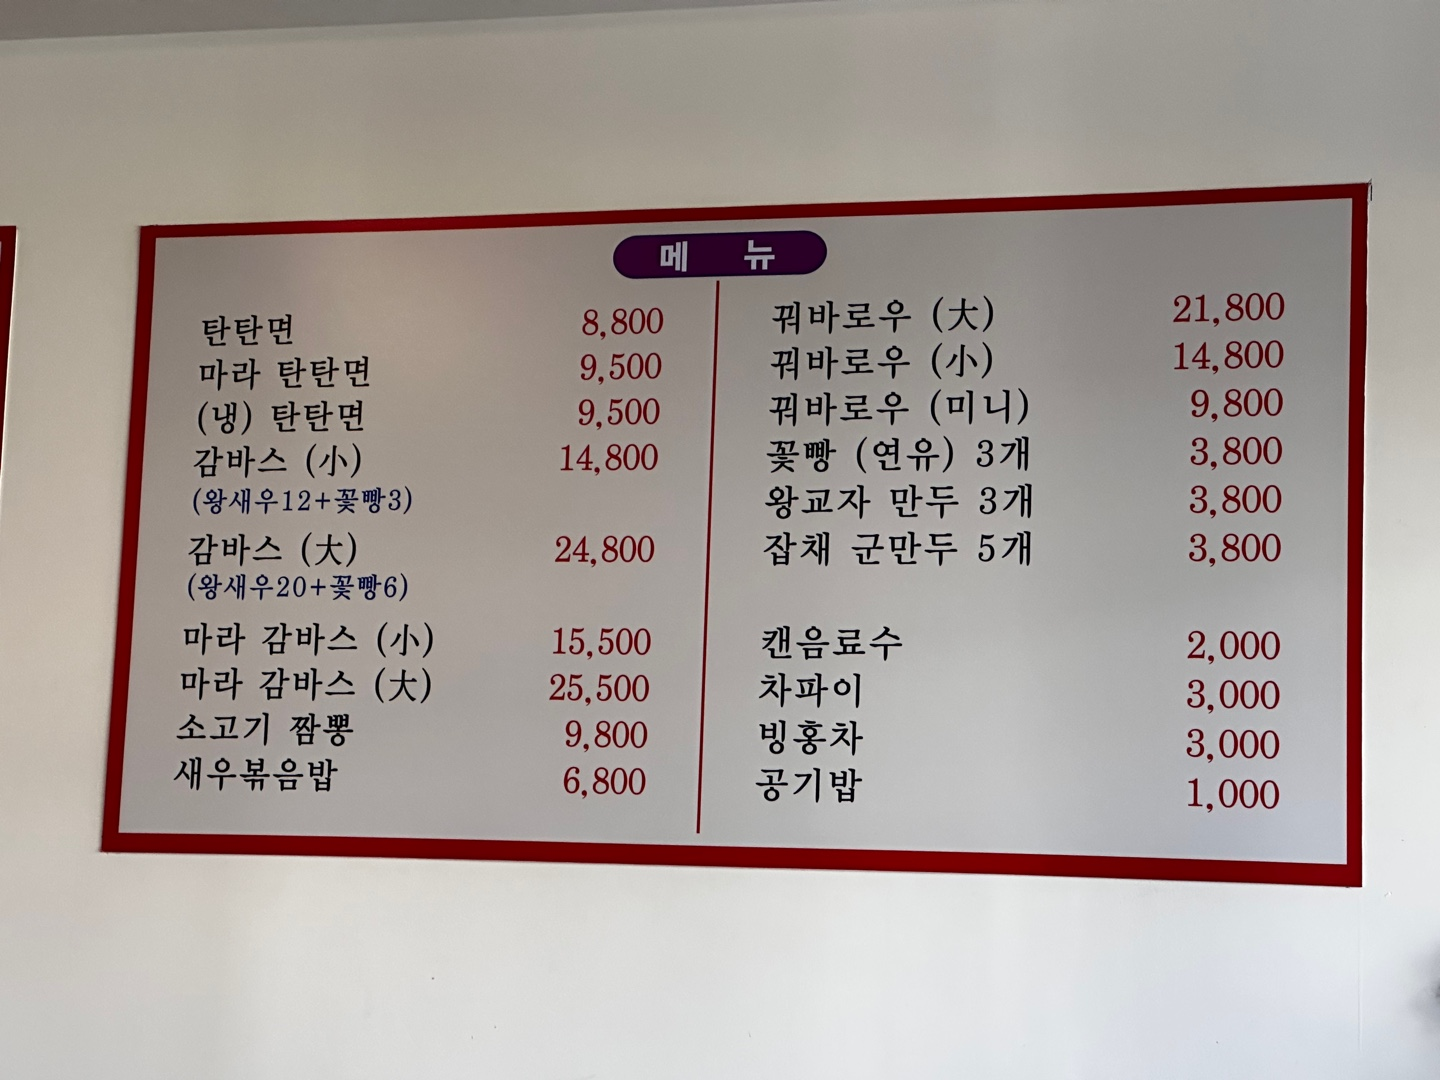 메 뉴
탄탄면 8,800
마라 탄탄면 9,500
(냉) 탄탄면 9,500
감바스 (小) 14,800
(왕새우12+꽃빵3)
감바스 (大) 24,800
(왕새우20+꽃빵6)
마라 감바스 (小) 15,500
마라 감바스 (大) 25,500
소고기 짬뽕 9,800
새우볶음밥 6,800
꿔바로우 (大) 21,800
꿔바로우 (小) 14,800
꿔바로우 (미니) 9,800
꽃빵 (연유) 3개 3,800
왕교자 만두 3개 3,800
잡채 군만두 5개 3,800
캔음료수 2,000
차파이 3,000
빙홍차 3,000
공기밥 1,000